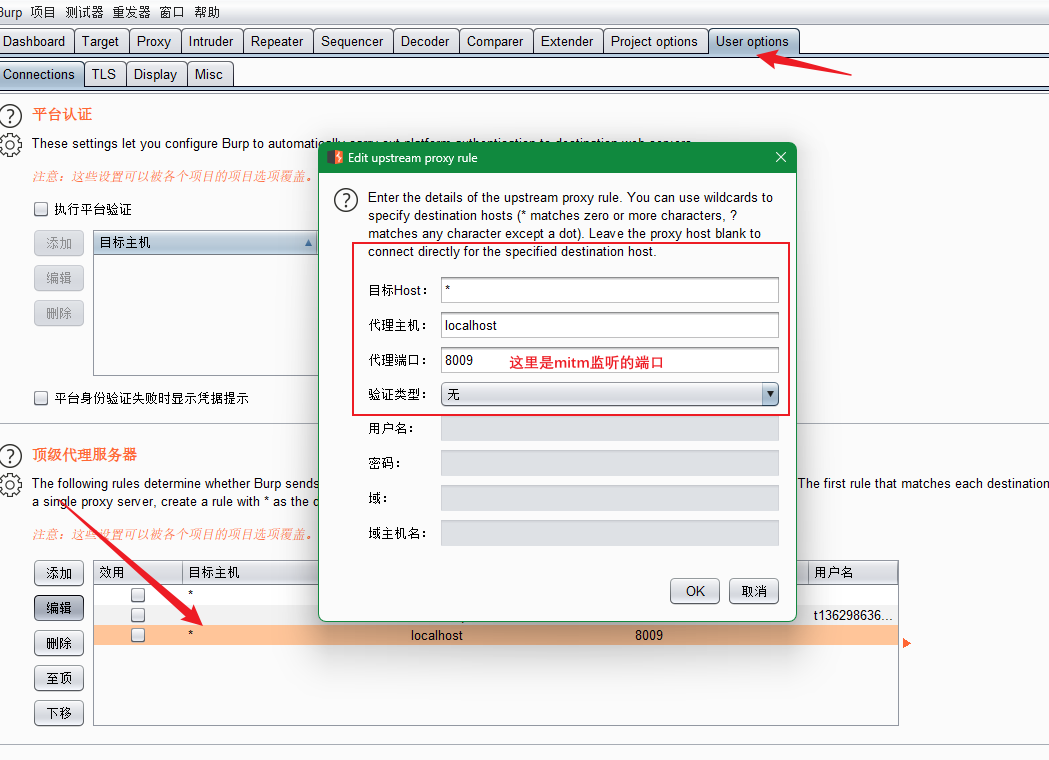 Burp 项目 测试器 重发器 窗口 帮助
Dashboard Target Proxy Intruder Repeater Sequencer Decoder Comparer Extender Project options User options
Connections TLS Display Misc
平台认证
These settings let you configure Burp to automatically carry out platform authentication to destination web servers.
注意：这些设置可以被各个项目的项目选项覆盖。
执行平台验证
添加 目标主机
编辑
删除
平台身份验证失败时显示凭据提示
顶级代理服务器
The following rules determine whether Burp sends
The first rule that matches each destination
a single proxy server, create a rule with * as the
注意：这些设置可以被各个项目的项目选项覆盖。
添加 效用 目标主机 用户名
*
编辑 t136298636...
删除 * localhost 8009
至顶
下移
Edit upstream proxy rule
Enter the details of the upstream proxy rule. You can use wildcards to
specify destination hosts (* matches zero or more characters, ?
matches any character except a dot). Leave the proxy host blank to
connect directly for the specified destination host.
目标Host： *
代理主机： localhost
代理端口： 8009 这里是mitm监听的端口
验证类型： 无
用户名：
密码：
域：
域主机名：
OK 取消